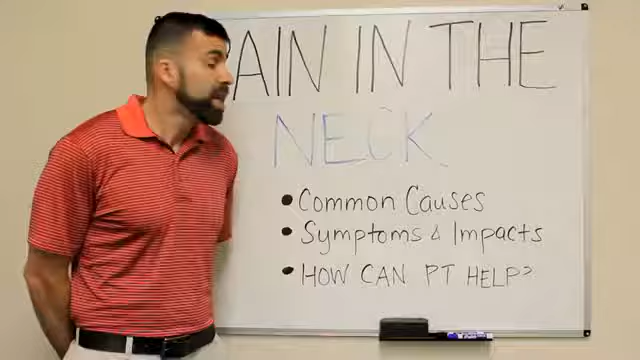 AIN IN THE
NECK
• Common Causes
• Symptoms & Impacts
• HOW CAN PT HELP?